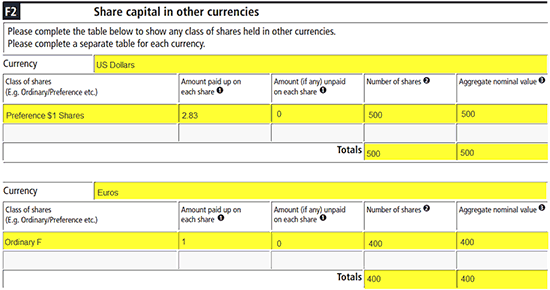 F2 Share capital in other currencies
Please complete the table below to show any class of shares held in other currencies.
Please complete a separate table for each currency.
Currency US Dollars
Class of shares Amount paid up on Amount (if any) unpaid Number of shares ❷ Aggregate nominal value ❸
(E.g. Ordinary/Preference etc.) each share ❶ on each share ❶
Preference $1 Shares 2.83 0 500 500
Totals 500 500
Currency Euros
Class of shares Amount paid up on Amount (if any) unpaid Number of shares ❷ Aggregate nominal value ❸
(E.g. Ordinary/Preference etc.) each share ❶ on each share ❶
Ordinary F 1 0 400 400
Totals 400 400